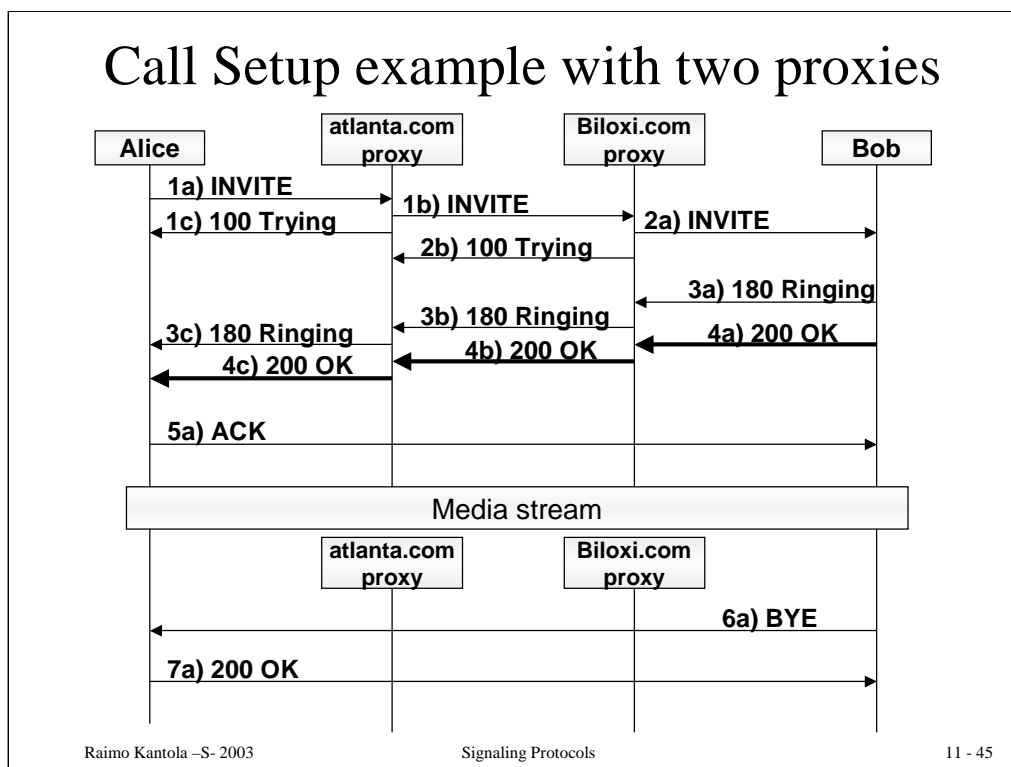 Call Setup example with two proxies
Alice
atlanta.com
proxy
Biloxi.com
proxy
Bob
1a) INVITE
1b) INVITE
1c) 100 Trying
2a) INVITE
2b) 100 Trying
3a) 180 Ringing
3b) 180 Ringing
3c) 180 Ringing
4a) 200 OK
4b) 200 OK
4c) 200 OK
5a) ACK
Media stream
atlanta.com
proxy
Biloxi.com
proxy
6a) BYE
7a) 200 OK
Raimo Kantola –S- 2003
Signaling Protocols
11 - 45